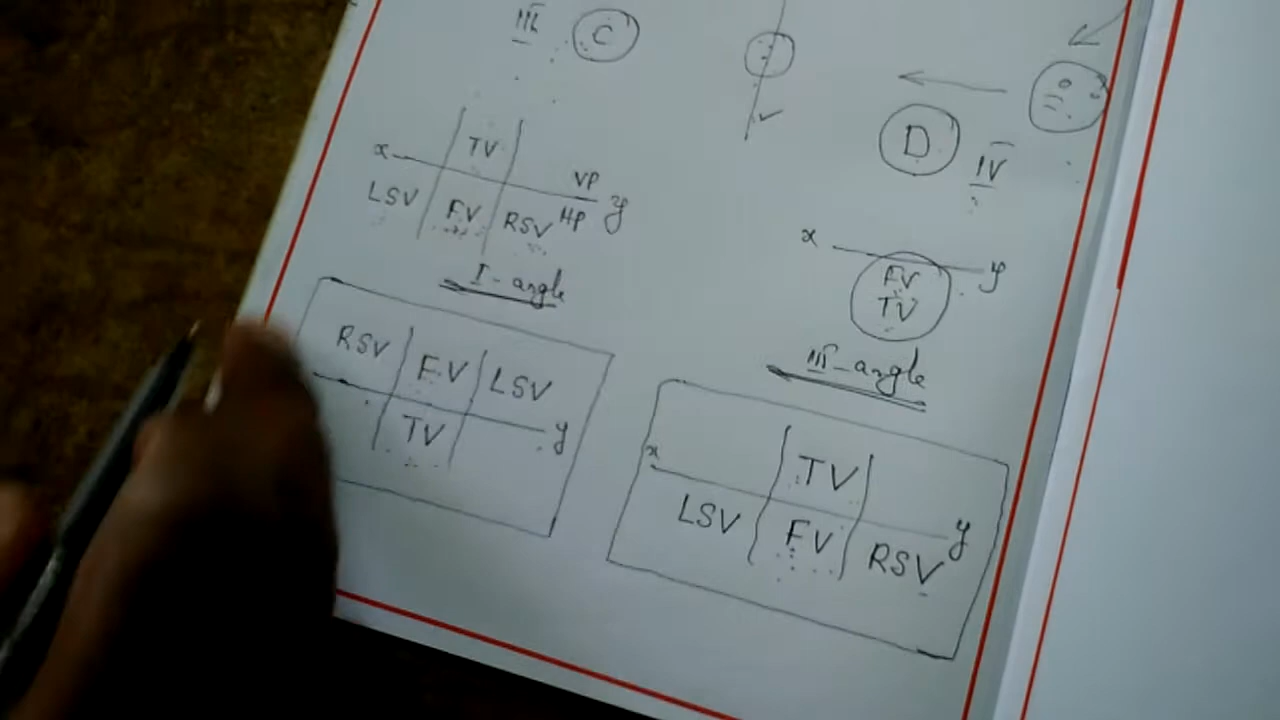 III C
D
IV
TV
x VP
LSV FV RSV HP y
x y
FV
TV
I - angle
III - angle
RSV FV LSV
TV y
x TV
LSV FV RSV y